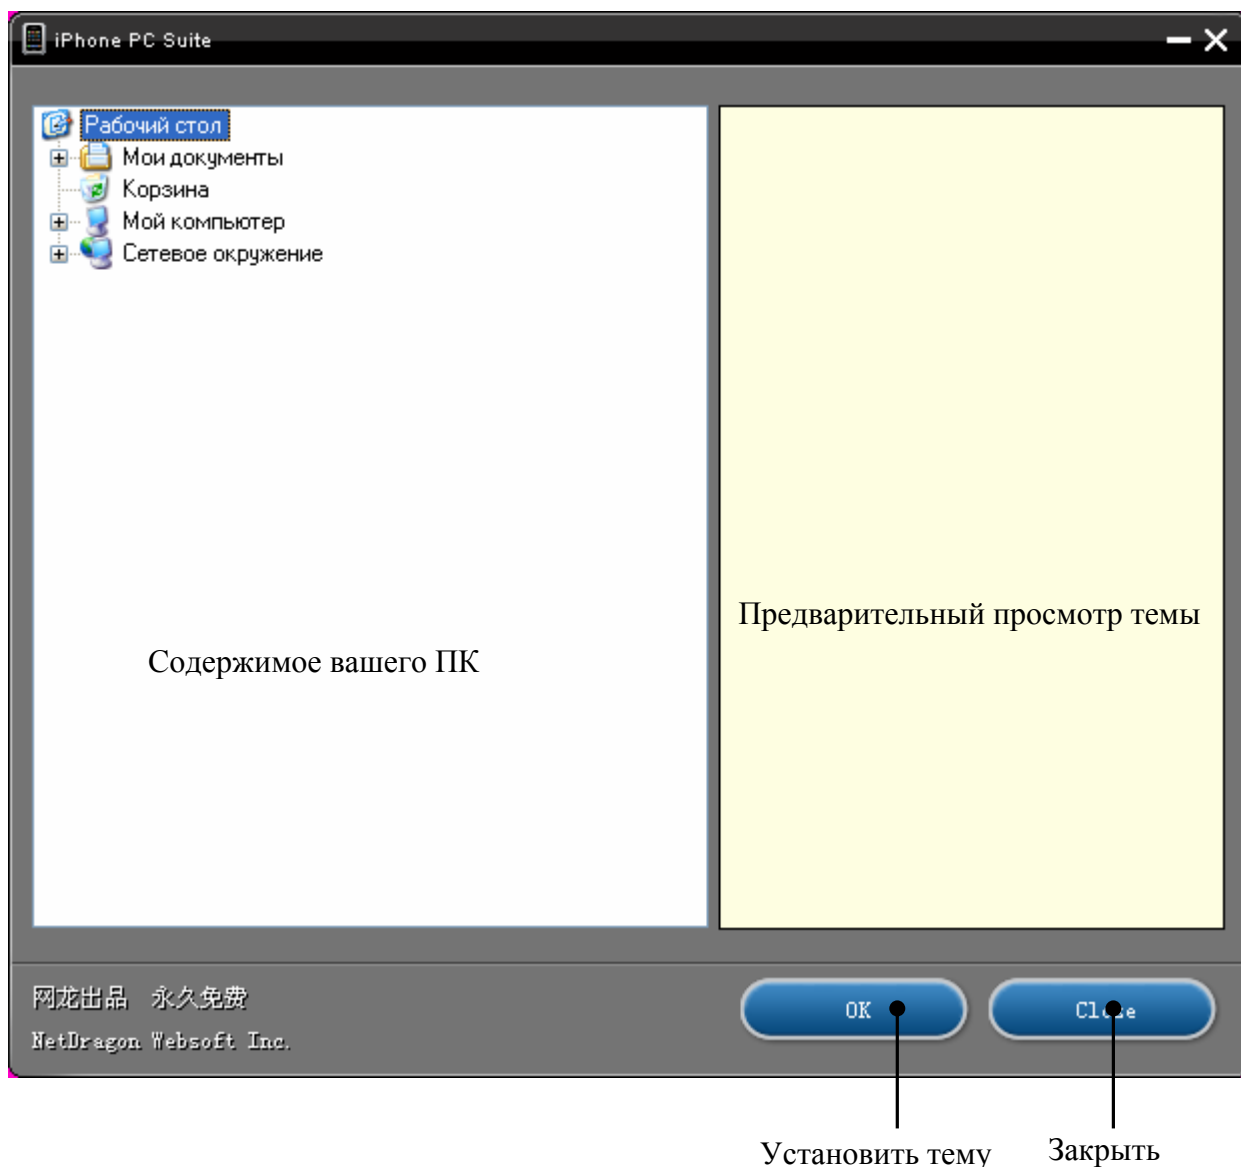 iPhone PC Suite
Рабочий стол
Мои документы
Корзина
Мой компьютер
Сетевое окружение
Предварительный просмотр темы
Содержимое вашего ПК
网龙出品 永久免费
NetDragon Websoft Inc.
OK
Close
Установить тему
Закрыть